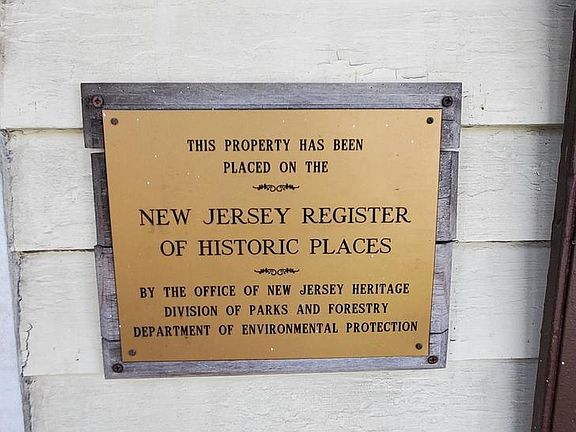 THIS PROPERTY HAS BEEN
PLACED ON THE
NEW JERSEY REGISTER
OF HISTORIC PLACES
BY THE OFFICE OF NEW JERSEY HERITAGE
DIVISION OF PARKS AND FORESTRY
DEPARTMENT OF ENVIRONMENTAL PROTECTION